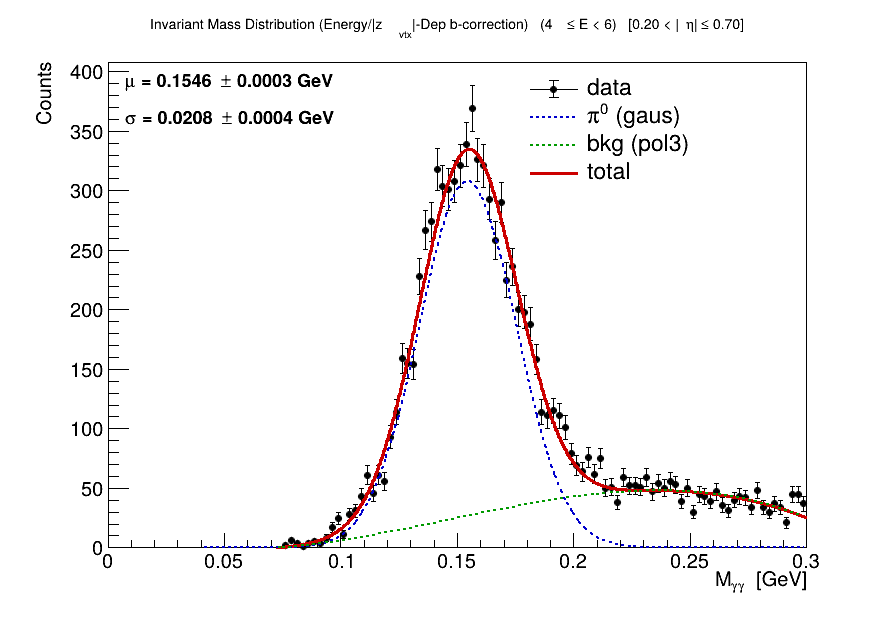 Invariant Mass Distribution (Energy/|z_vtx|-Dep b-correction) (4 ≤ E < 6) [0.20 < | η| ≤ 0.70]
μ = 0.1546 ± 0.0003 GeV
σ = 0.0208 ± 0.0004 GeV
data
π⁰ (gaus)
bkg (pol3)
total
Counts
400
350
300
250
200
150
100
50
0
0 0.05 0.1 0.15 0.2 0.25 0.3
M_γγ [GeV]